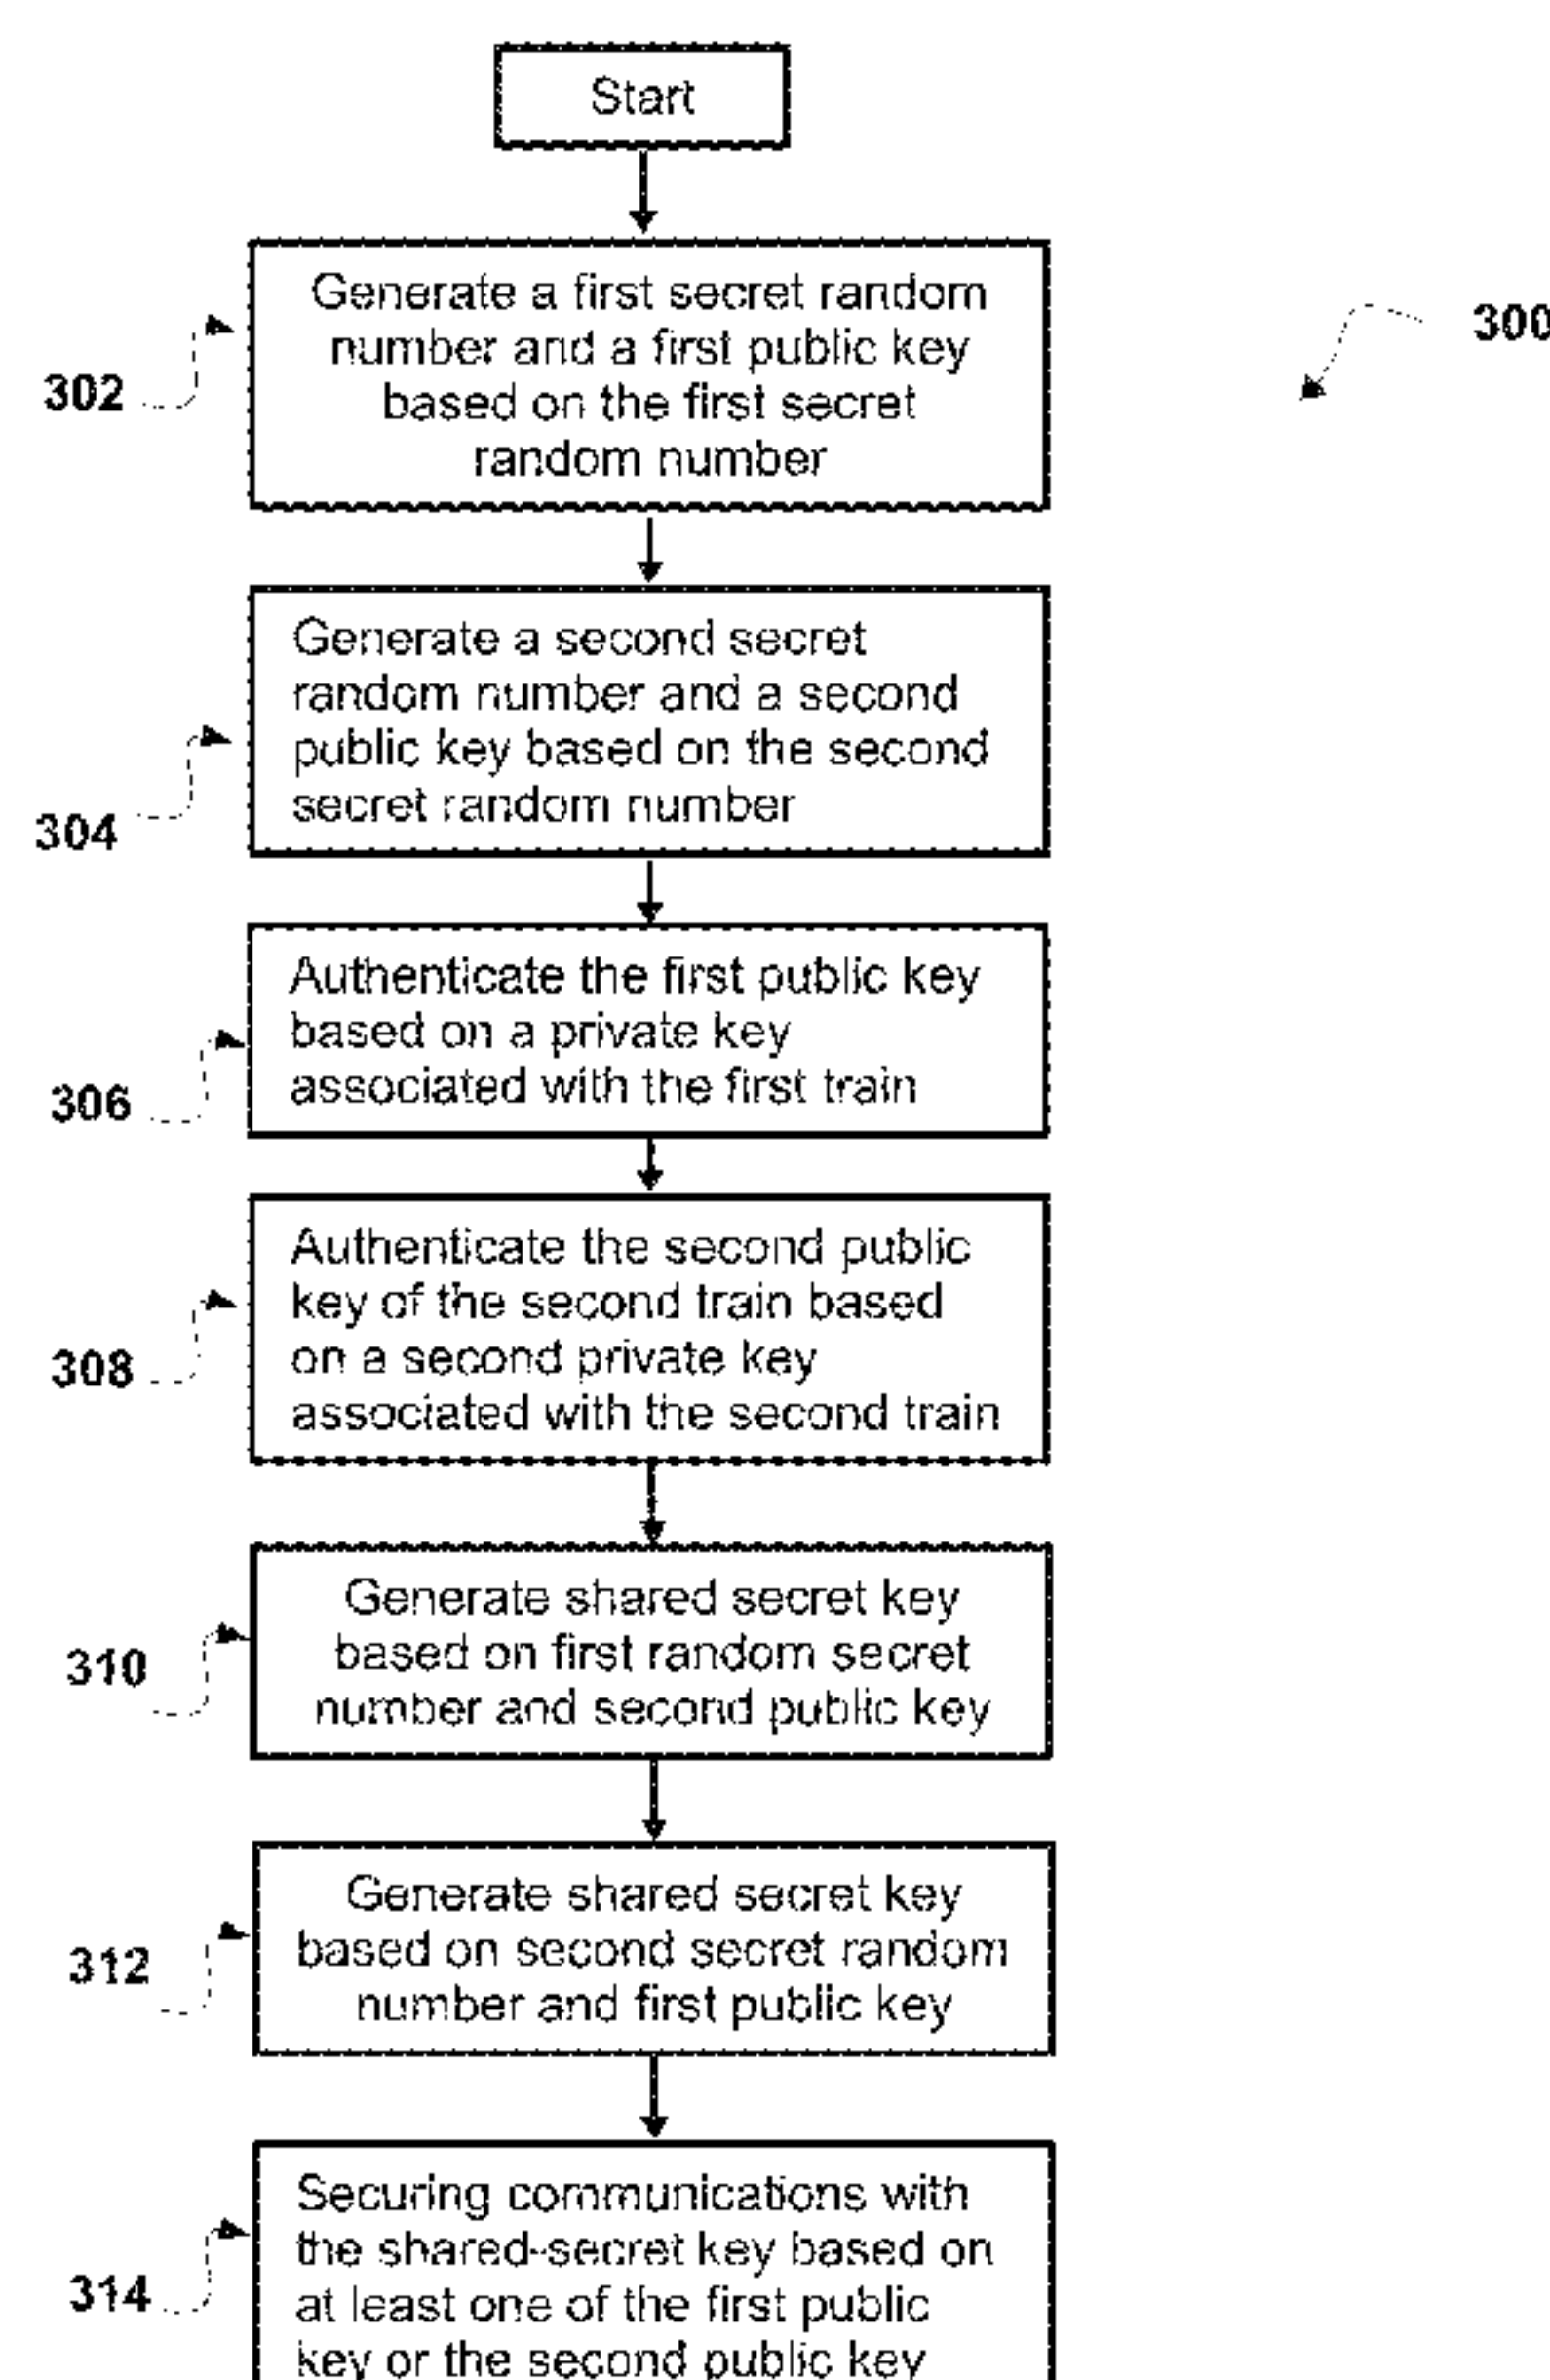 Start
Generate a first secret random
number and a first public key
based on the first secret
random number
302
300
Generate a second secret
random number and a second
public key based on the second
secret random number
304
Authenticate the first public key
based on a private key
associated with the first train
306
Authenticate the second public
key of the second train based
on a second private key
associated with the second train
308
Generate shared secret key
based on first random secret
number and second public key
310
Generate shared secret key
based on second secret random
number and first public key
312
Securing communications with
the shared-secret key based on
at least one of the first public
key or the second public key
314